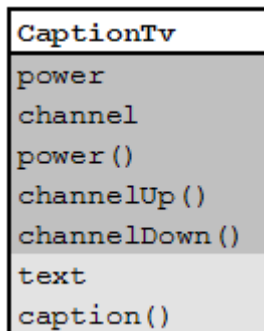 CaptionTv
power
channel
power()
channelUp()
channelDown()
text
caption()